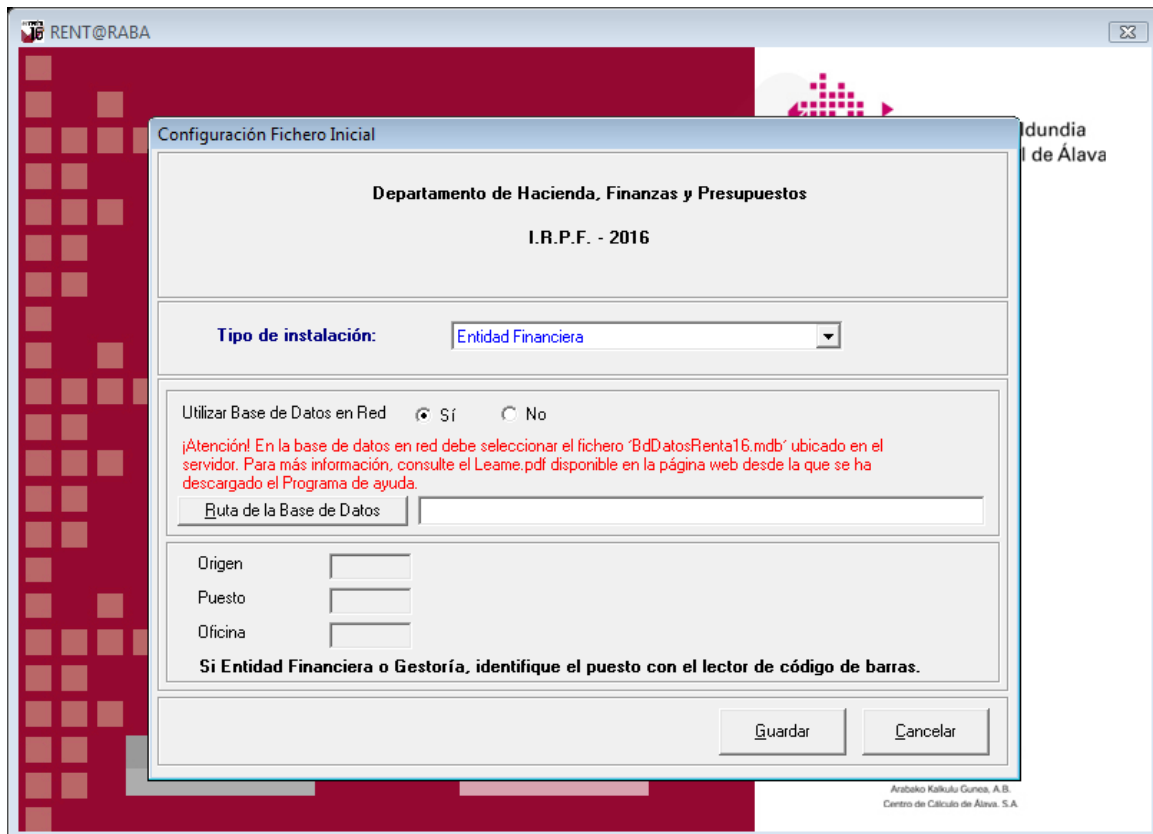 RENT@RABA
ldundia
l de Álava
Configuración Fichero Inicial
Departamento de Hacienda, Finanzas y Presupuestos
I.R.P.F. - 2016
Tipo de instalación:
Entidad Financiera
Utilizar Base de Datos en Red
Sí
No
¡Atención! En la base de datos en red debe seleccionar el fichero ‘BdDatosRenta16.mdb’ ubicado en el
servidor. Para más información, consulte el Leame.pdf disponible en la página web desde la que se ha
descargado el Programa de ayuda.
Ruta de la Base de Datos
Origen
Puesto
Oficina
Si Entidad Financiera o Gestoría, identifique el puesto con el lector de código de barras.
Guardar
Cancelar
Arabako Kalkulu Gunea, A.B.
Centro de Cálculo de Álava. S.A